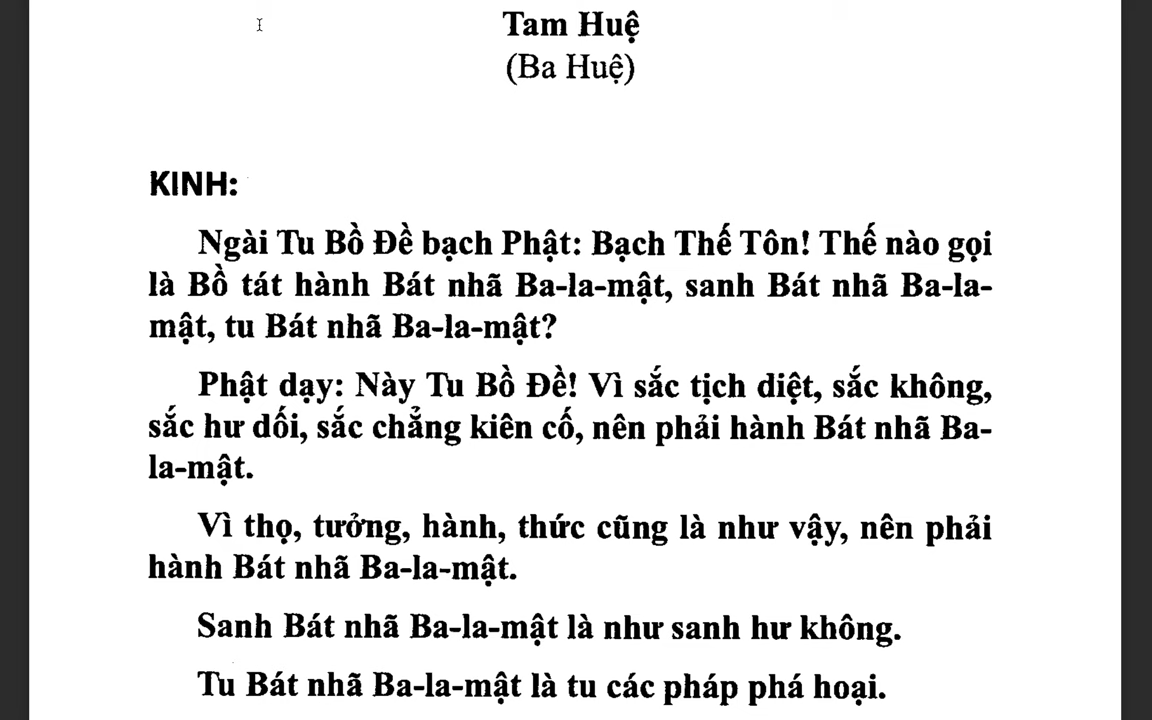 Tam Huệ
(Ba Huệ)
KINH:
Ngài Tu Bồ Đề bạch Phật: Bạch Thế Tôn! Thế nào gọi
là Bồ tát hành Bát nhã Ba-la-mật, sanh Bát nhã Ba-la-
mật, tu Bát nhã Ba-la-mật?
Phật dạy: Này Tu Bồ Đề! Vì sắc tịch diệt, sắc không,
sắc hư dối, sắc chẳng kiên cố, nên phải hành Bát nhã Ba-
la-mật.
Vì thọ, tưởng, hành, thức cũng là như vậy, nên phải
hành Bát nhã Ba-la-mật.
Sanh Bát nhã Ba-la-mật là như sanh hư không.
Tu Bát nhã Ba-la-mật là tu các pháp phá hoại.